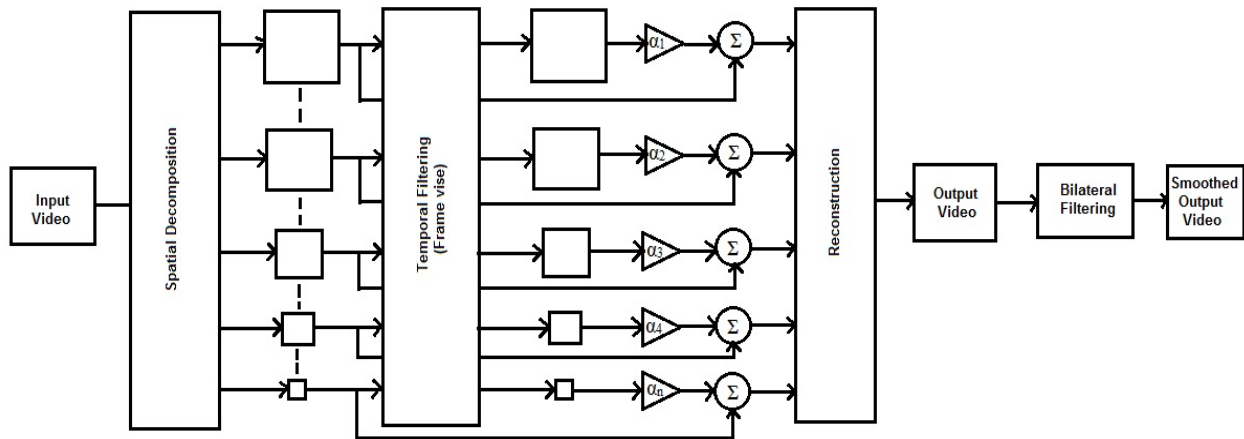 Input
Video
Spatial Decomposition
Temporal Filtering
(Frame vise)
α1
Σ
α2
Σ
α3
Σ
α4
Σ
αn
Σ
Reconstruction
Output
Video
Bilateral
Filtering
Smoothed
Output
Video